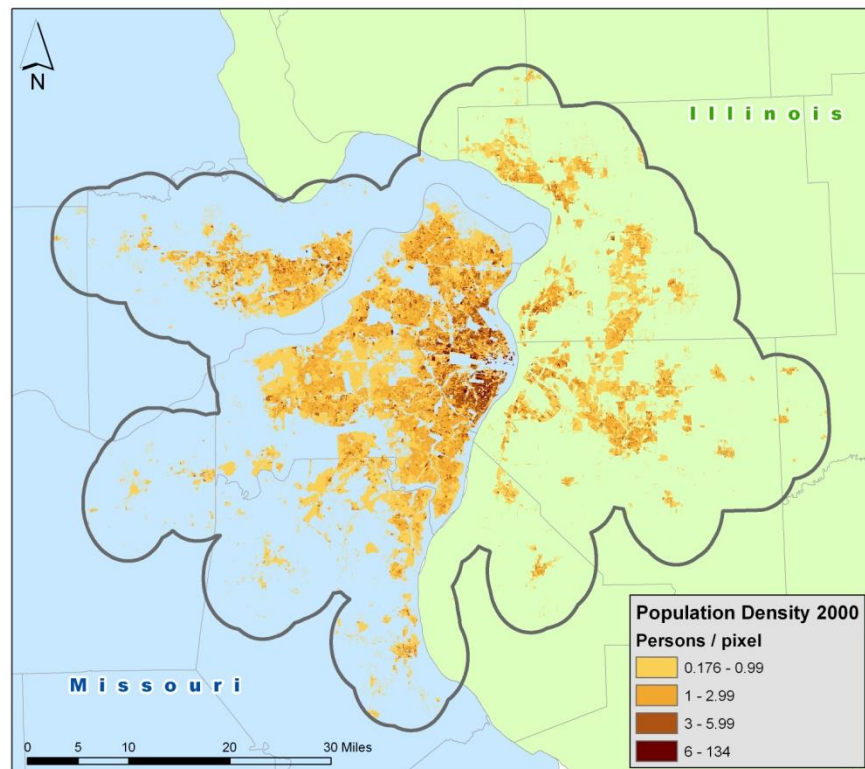 N
Illinois
Missouri
0 5 10 20 30 Miles
Population Density 2000
Persons / pixel
0.176 - 0.99
1 - 2.99
3 - 5.99
6 - 134